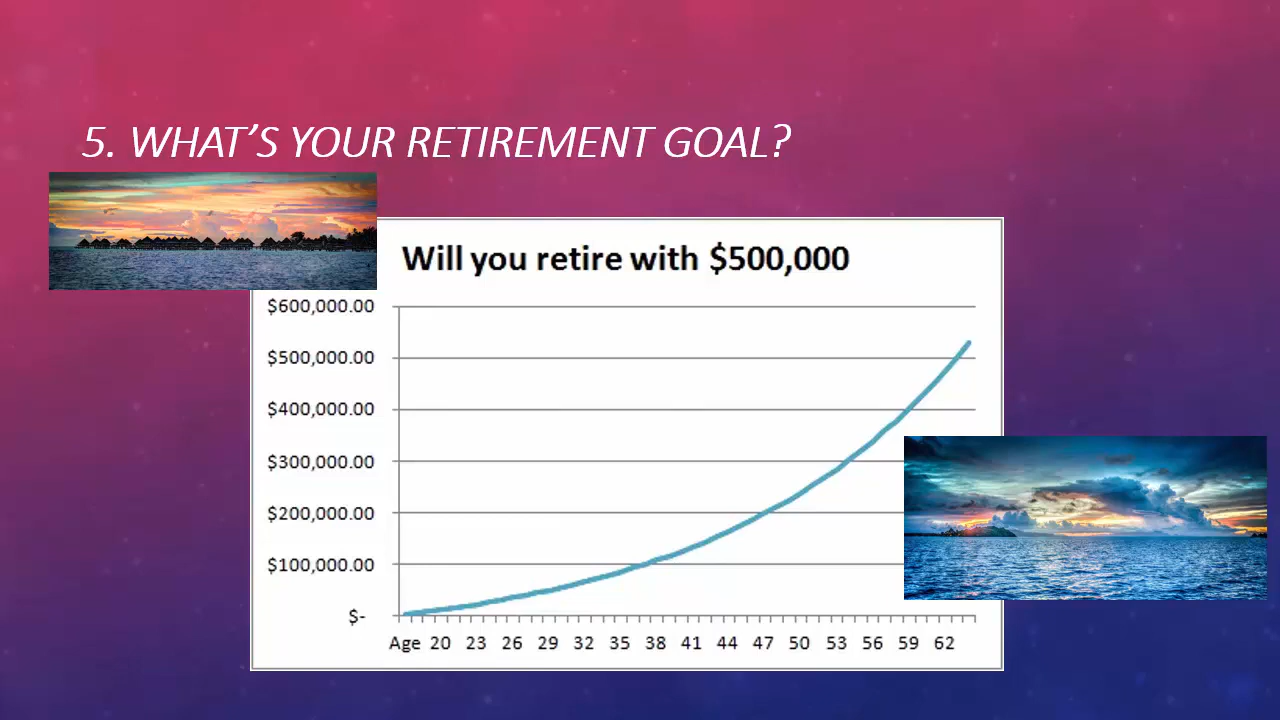 5. WHAT’S YOUR RETIREMENT GOAL?
Will you retire with $500,000
$600,000.00
$500,000.00
$400,000.00
$300,000.00
$200,000.00
$100,000.00
$-
Age 20 23 26 29 32 35 38 41 44 47 50 53 56 59 62